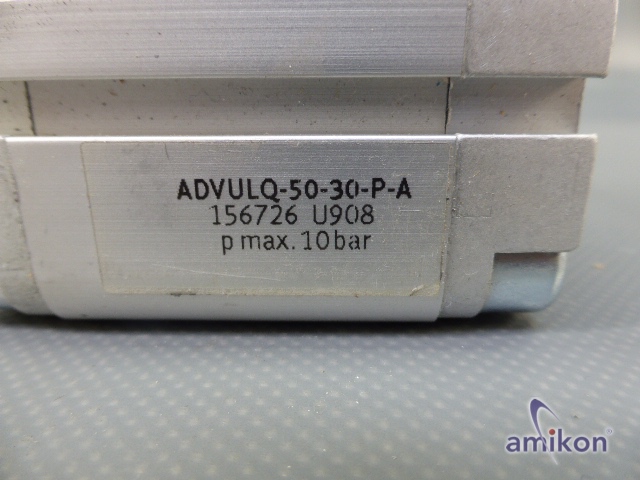 ADVULQ-50-30-P-A
156726 U908
p max. 10bar
amikon